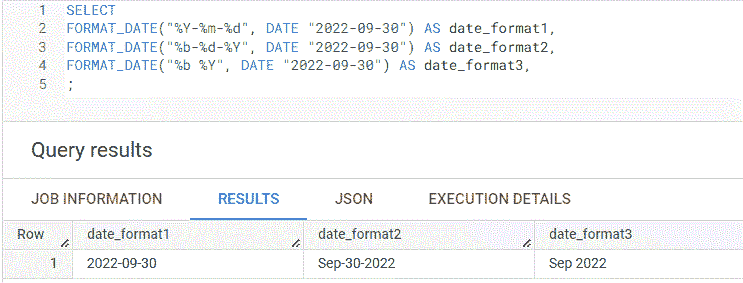 1 SELECT
2 FORMAT_DATE("%Y-%m-%d", DATE "2022-09-30") AS date_format1,
3 FORMAT_DATE("%b-%d-%Y", DATE "2022-09-30") AS date_format2,
4 FORMAT_DATE("%b %Y", DATE "2022-09-30") AS date_format3,
5 ;
Query results
JOB INFORMATION RESULTS JSON EXECUTION DETAILS
Row date_format1 date_format2 date_format3
1 2022-09-30 Sep-30-2022 Sep 2022